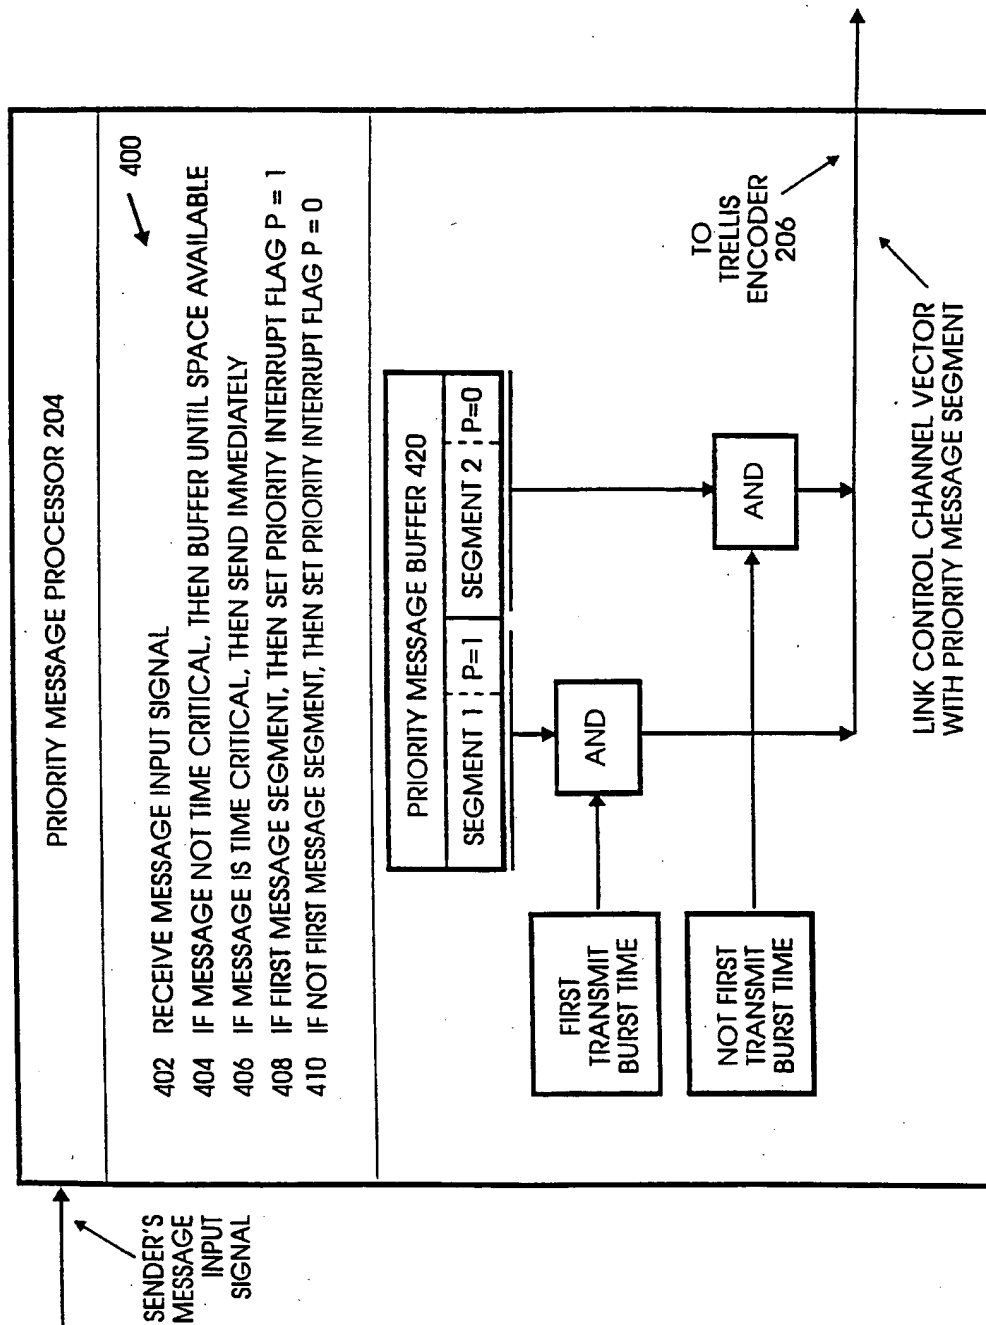 PRIORITY MESSAGE PROCESSOR 204
400
402 RECEIVE MESSAGE INPUT SIGNAL
404 IF MESSAGE NOT TIME CRITICAL, THEN BUFFER UNTIL SPACE AVAILABLE
406 IF MESSAGE IS TIME CRITICAL, THEN SEND IMMEDIATELY
408 IF FIRST MESSAGE SEGMENT, THEN SET PRIORITY INTERRUPT FLAG P = 1
410 IF NOT FIRST MESSAGE SEGMENT, THEN SET PRIORITY INTERRUPT FLAG P = 0
SENDER'S
MESSAGE
INPUT
SIGNAL
PRIORITY MESSAGE BUFFER 420
SEGMENT 1 P=1 SEGMENT 2 P=0
FIRST
TRANSMIT
BURST TIME
AND
NOT FIRST
TRANSMIT
BURST TIME
AND
TO
TRELLIS
ENCODER
206
LINK CONTROL CHANNEL VECTOR
WITH PRIORITY MESSAGE SEGMENT